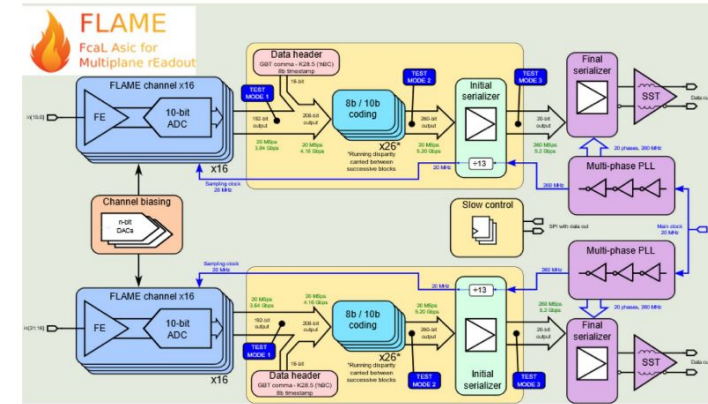 FLAME
FcaL Asic for
Multiplane rEadout
FLAME channel x16
FE
10-bit
ADC
x16
TEST
MODE 1
192-bit
output
20 MSps
3.84 Gbps
Data header
GBT comma - K28.5 (%BC)
8b timestamp
16-bit
208-bit
output
20 MSps
4.16 Gbps
8b / 10b
coding
x26*
*Running disparity
carried between
successive blocks
TEST
MODE 2
20 MSps
5.20 Gbps
260-bit
output
Initial
serializer
÷13
TEST
MODE 3
20-bit
output
260 MSps
5.2 Gbps
Final
serializer
SST
Data out
20 phases, 260 MHz
Multi-phase PLL
260 MHz
20 MHz
Sampling clock
20 MHz
Channel biasing
n-bit
DACs
Slow control
SPI with data out
Main clock
20 MHz
Multi-phase PLL
20 phases, 260 MHz
260 MHz
20 MHz
Sampling clock
20 MHz
FLAME channel x16
FE
10-bit
ADC
x16
in[31:16]
20 MSps
3.84 Gbps
192-bit
output
TEST
MODE 1
Data header
GBT comma - K28.5 (%BC)
8b timestamp
16-bit
20 MSps
4.16 Gbps
208-bit
output
8b / 10b
coding
x26*
*Running disparity
carried between
successive blocks
20 MSps
5.20 Gbps
260-bit
output
TEST
MODE 2
÷13
Initial
serializer
260 MSps
5.2 Gbps
20-bit
output
TEST
MODE 3
Final
serializer
SST